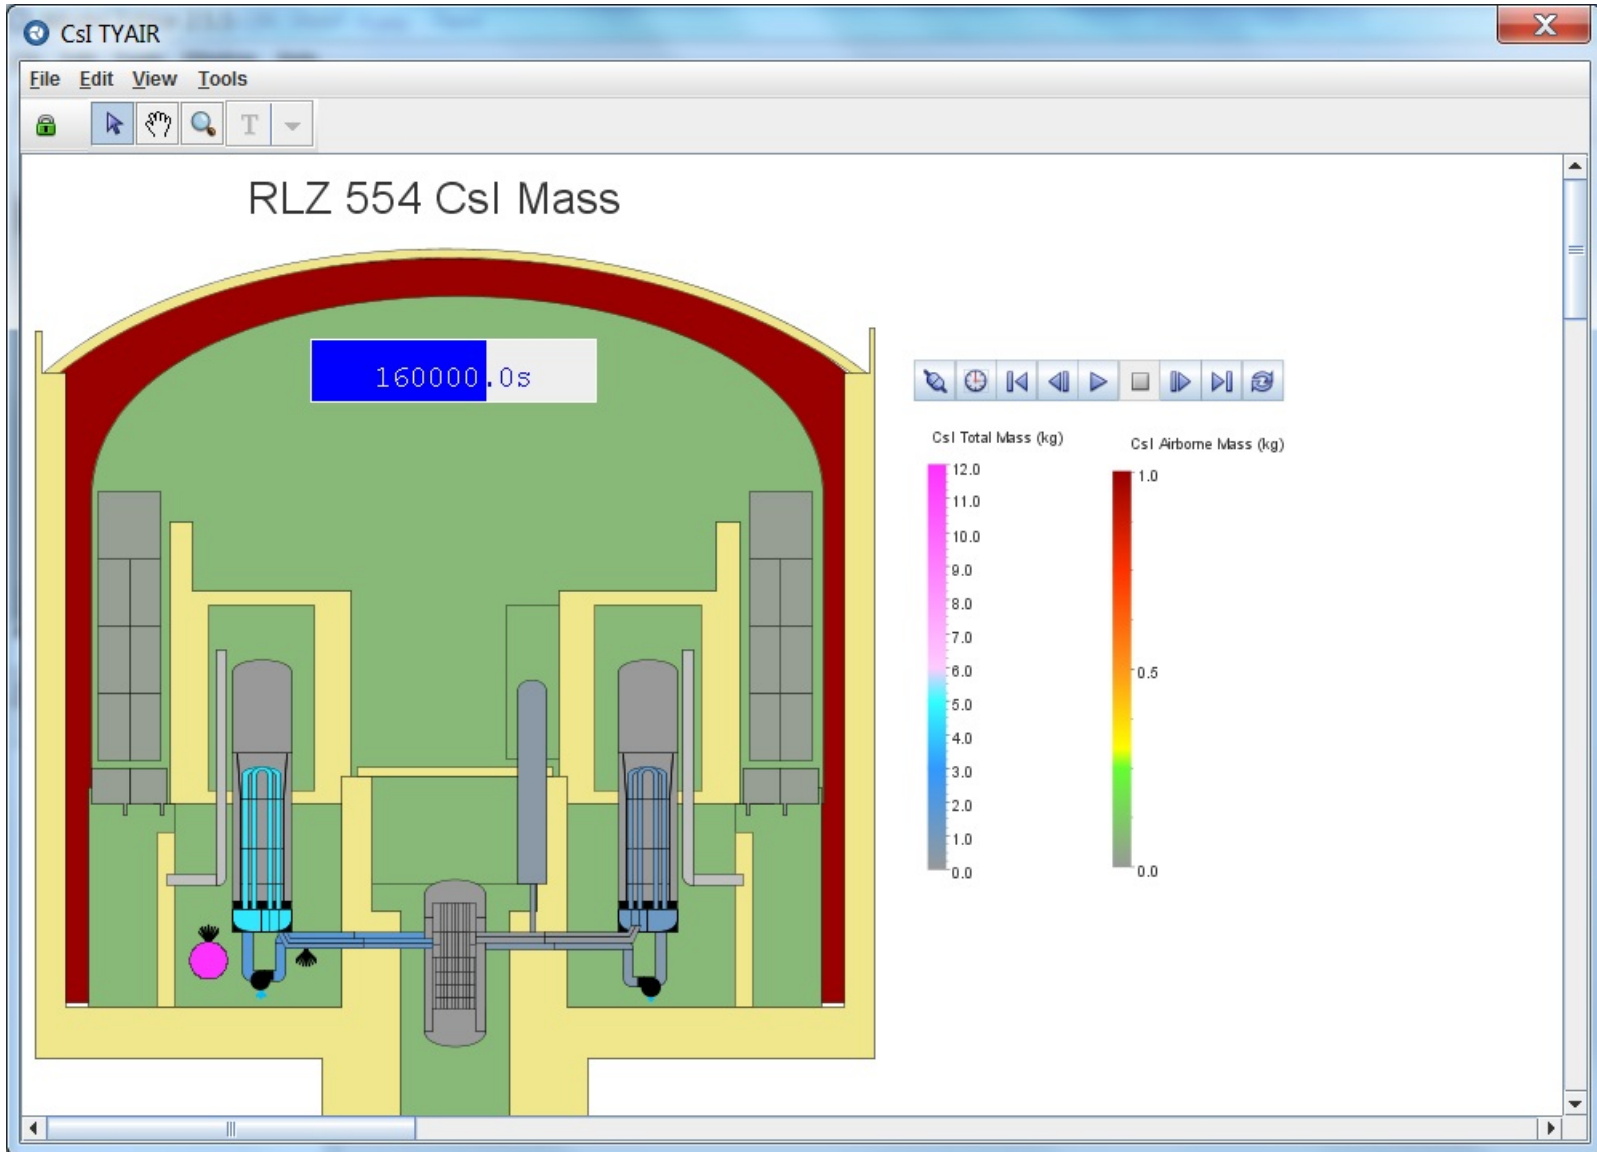 CsI TYAIR
File Edit View Tools
T
RLZ 554 CsI Mass
160000.0s
CsI Total Mass (kg)
12.0
11.0
10.0
9.0
8.0
7.0
6.0
5.0
4.0
3.0
2.0
1.0
0.0
CsI Airborne Mass (kg)
1.0
0.5
0.0